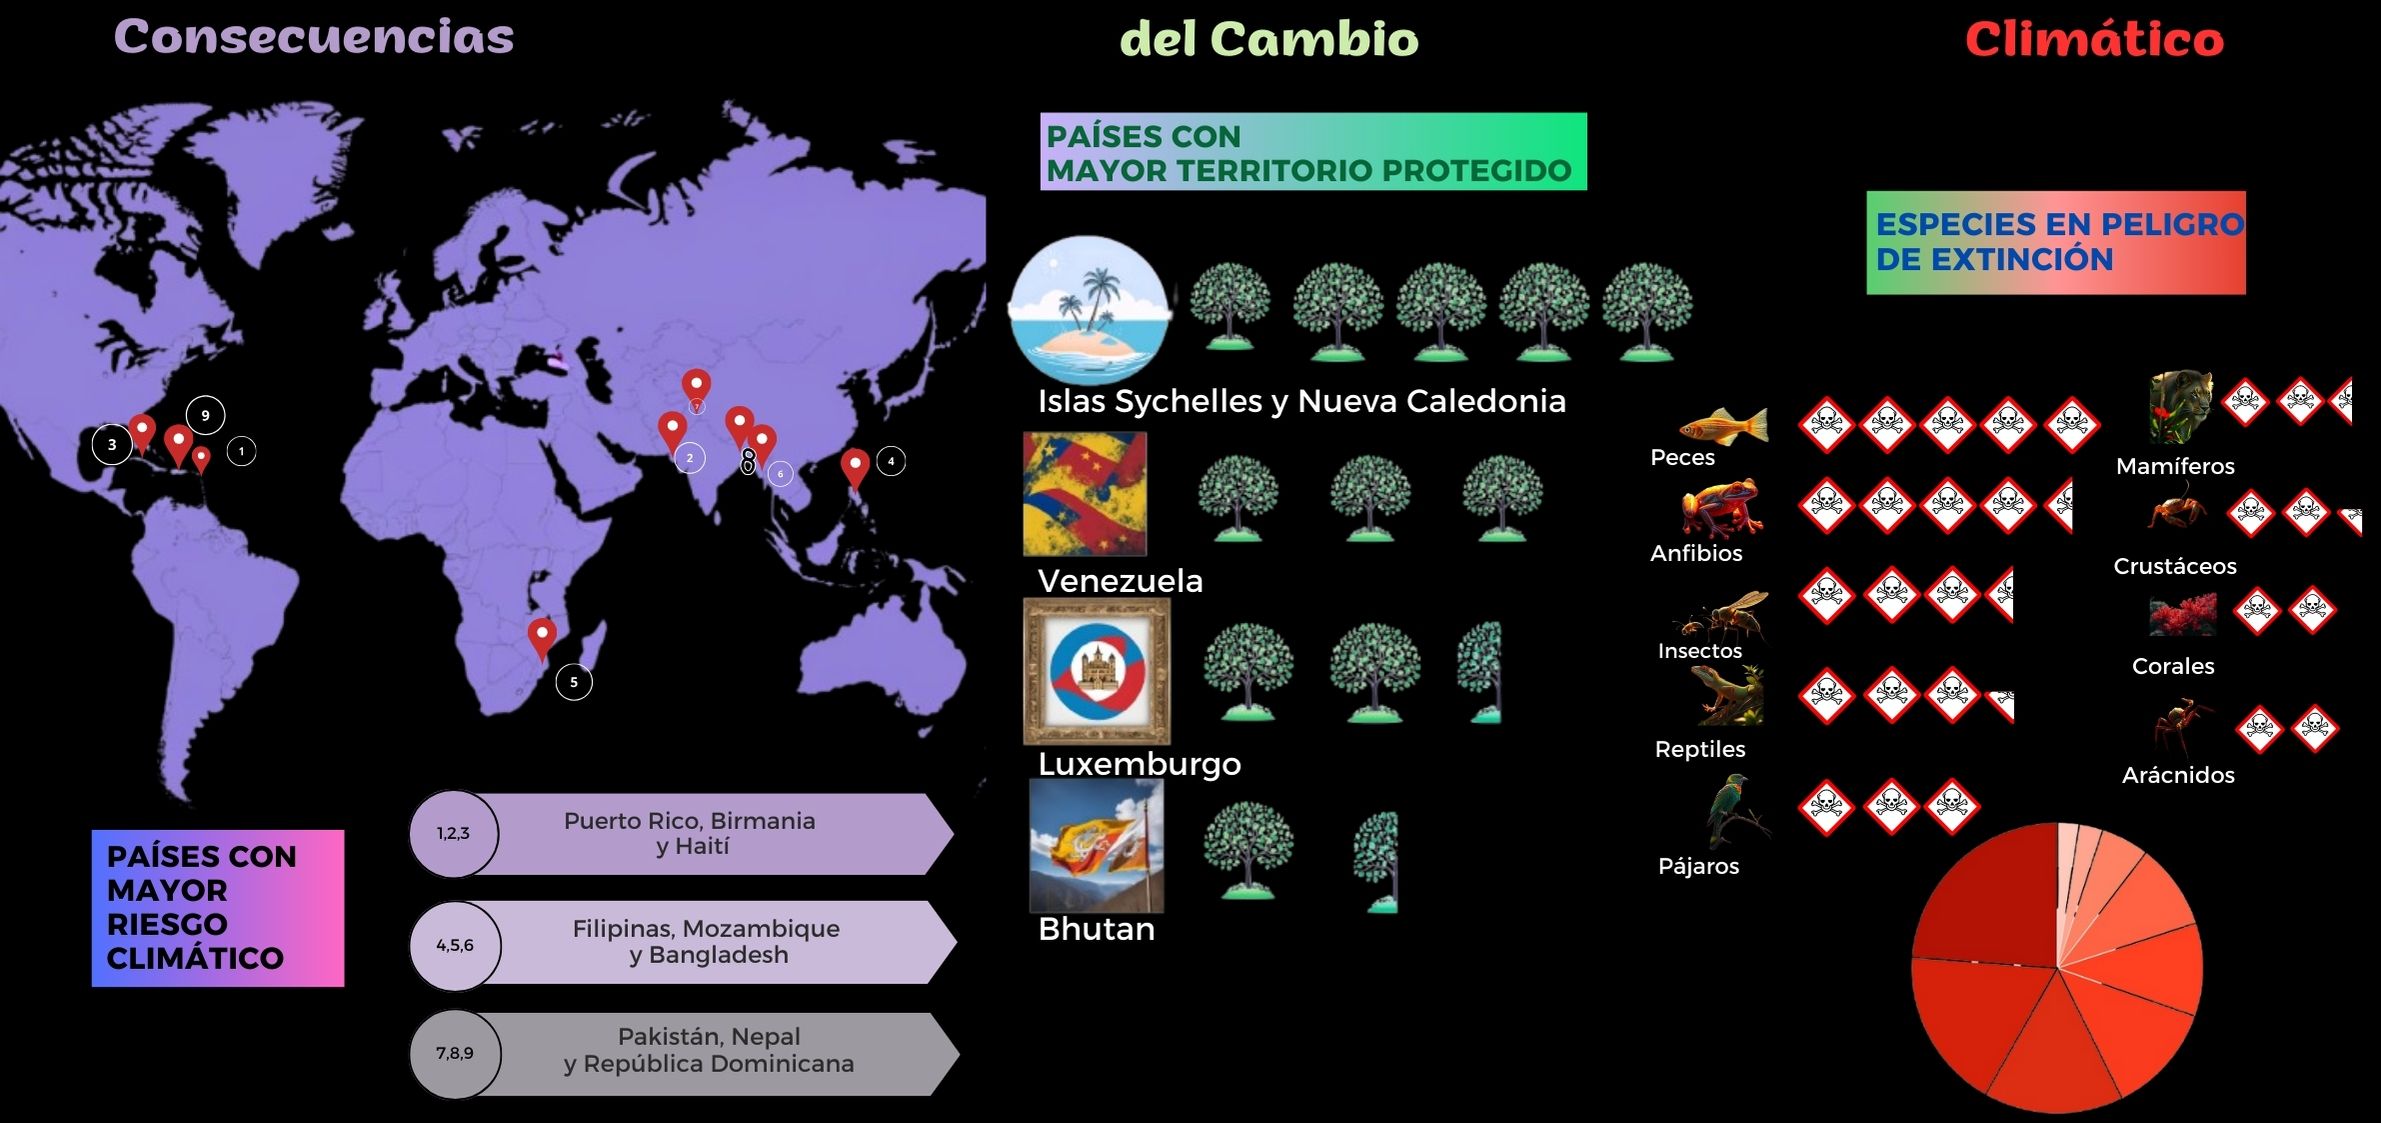 Consecuencias
del Cambio
Climático
9
3
1
7
2
8
6
4
5
PAÍSES CON
MAYOR
RIESGO
CLIMÁTICO
1,2,3
Puerto Rico, Birmania
y Haití
4,5,6
Filipinas, Mozambique
y Bangladesh
7,8,9
Pakistán, Nepal
y República Dominicana
PAÍSES CON
MAYOR TERRITORIO PROTEGIDO
Islas Sychelles y Nueva Caledonia
Venezuela
Luxemburgo
Bhutan
ESPECIES EN PELIGRO
DE EXTINCIÓN
Peces
Anfibios
Insectos
Reptiles
Pájaros
Mamíferos
Crustáceos
Corales
Arácnidos